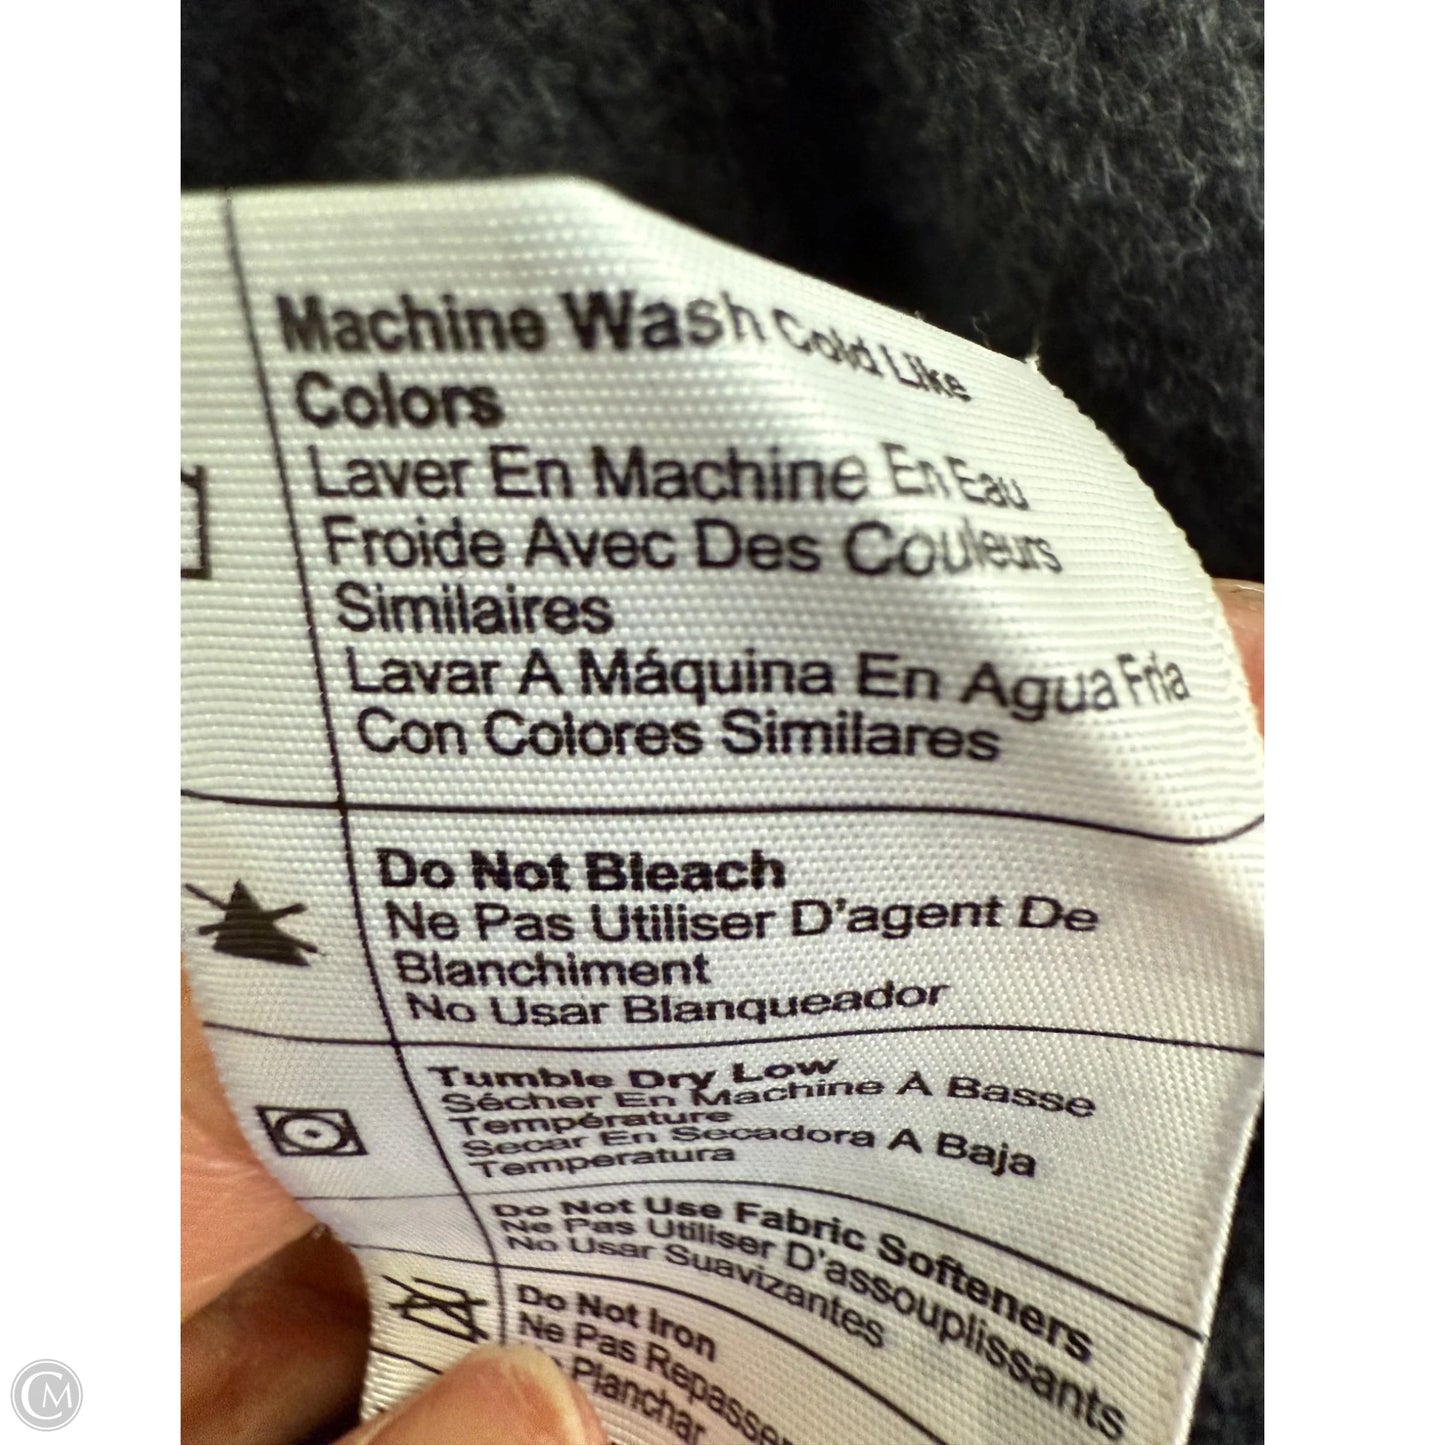 Machine Wash Cold Like
Colors
Laver En Machine En Eau
Froide Avec Des Couleurs
Similaires
Lavar A Máquina En Agua Fría
Con Colores Similares
Do Not Bleach
Ne Pas Utiliser D'agent De
Blanchiment
No Usar Blanqueador
Tumble Dry Low
Sécher En Machine À Basse
Température
Secar En Secadora A Baja
Temperatura
Do Not Use Fabric Softeners
Ne Pas Utiliser D'assouplissants
No Usar Suavizantes
Do Not Iron
Ne Pas Repasser
Planchar
CM